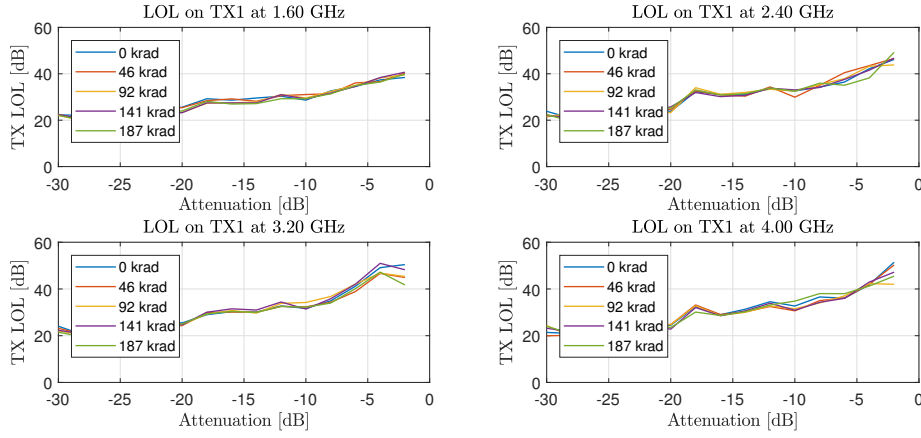 LOL on TX1 at 1.60 GHz
60
40
20
0
TX LOL [dB]
0 krad
46 krad
92 krad
141 krad
187 krad
-30 -25 -20 -15 -10 -5 0
Attenuation [dB]
LOL on TX1 at 2.40 GHz
60
40
20
0
TX LOL [dB]
0 krad
46 krad
92 krad
141 krad
187 krad
-30 -25 -20 -15 -10 -5 0
Attenuation [dB]
LOL on TX1 at 3.20 GHz
60
40
20
0
TX LOL [dB]
0 krad
46 krad
92 krad
141 krad
187 krad
-30 -25 -20 -15 -10 -5 0
Attenuation [dB]
LOL on TX1 at 4.00 GHz
60
40
20
0
TX LOL [dB]
0 krad
46 krad
92 krad
141 krad
187 krad
-30 -25 -20 -15 -10 -5 0
Attenuation [dB]